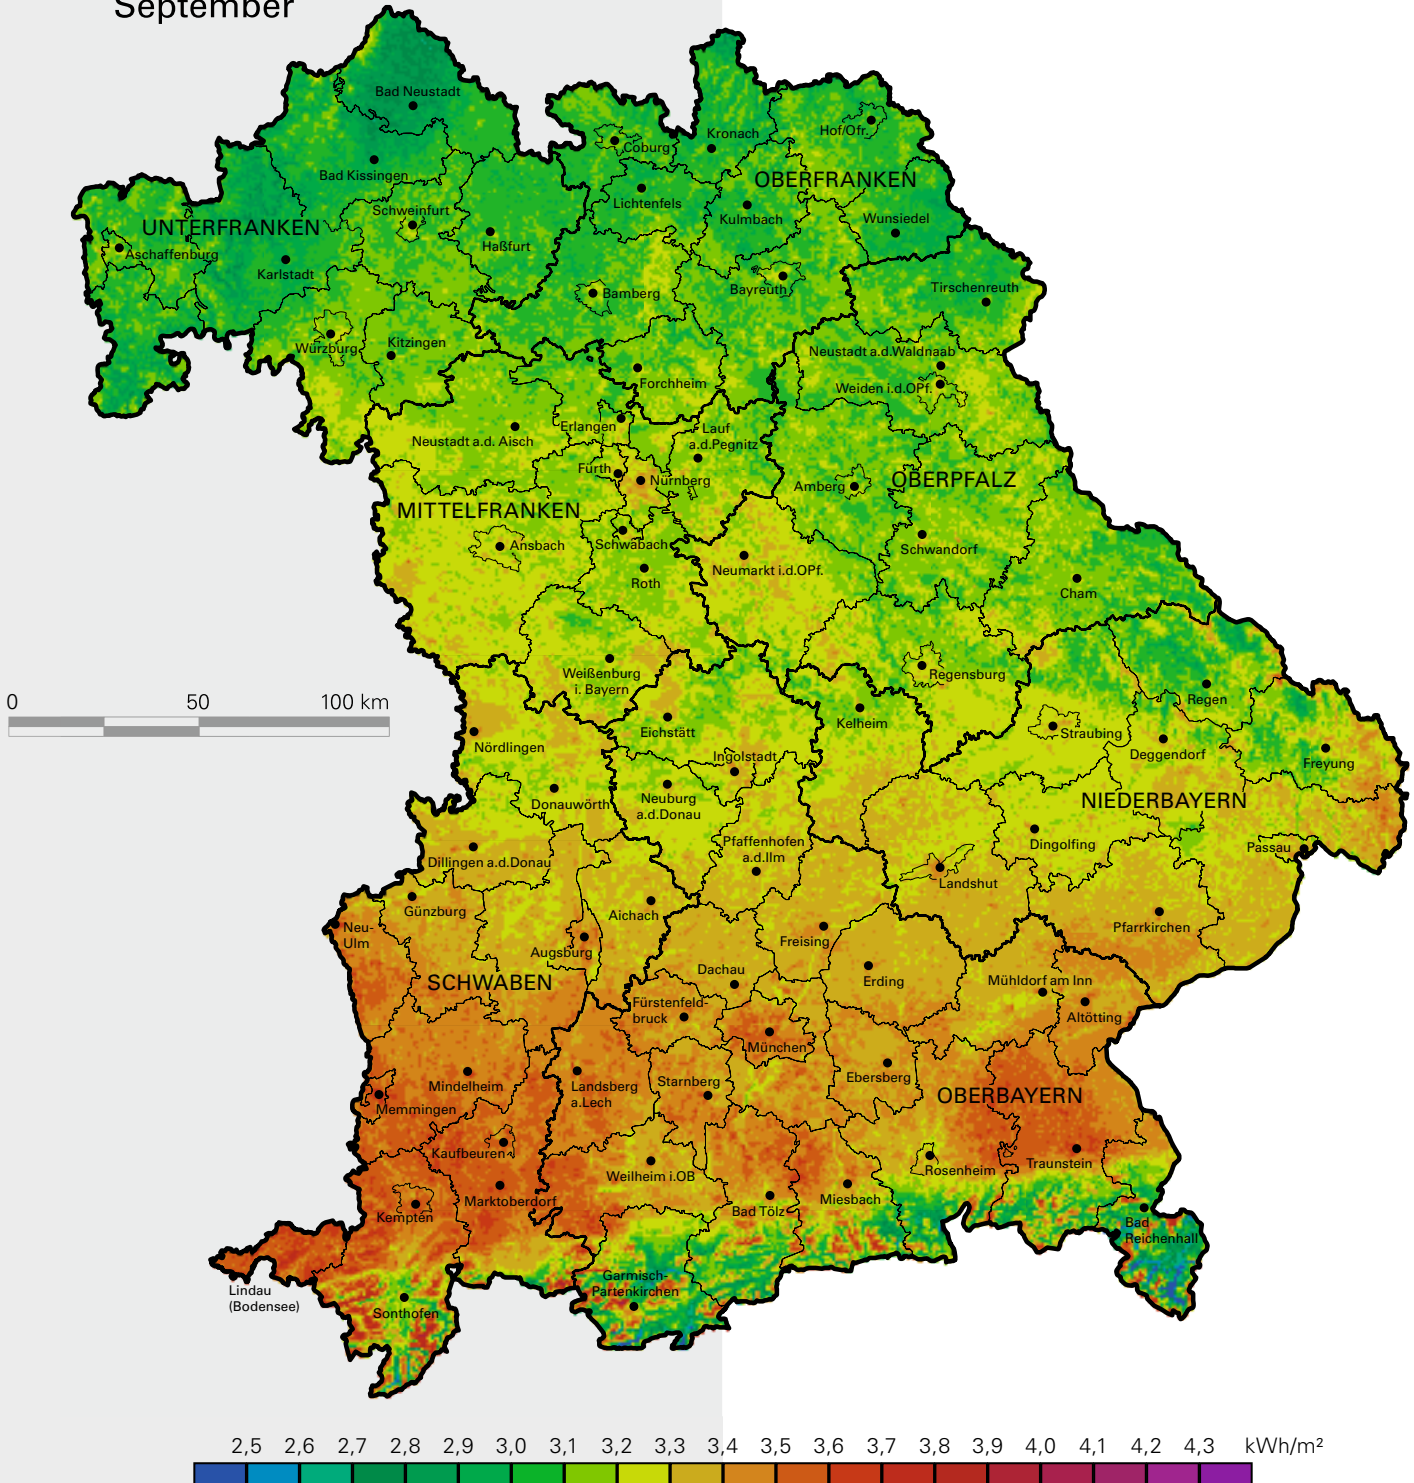 September
Bad Neustadt
Kronach
Hof/Ofr.
Coburg
Bad Kissingen
OBERFRANKEN
Lichtenfels
Schweinfurt
Kulmbach
Wunsiedel
UNTERFRANKEN
Haßfurt
Aschaffenburg
Karlstadt
Bayreuth
Tirschenreuth
Bamberg
Würzburg
Kitzingen
Neustadt a.d.Waldnaab
Forchheim
Weiden i.d.OPf.
Neustadt a.d. Aisch
Erlangen
Lauf
a.d.Pegnitz
Fürth
Nürnberg
Amberg
OBERPFALZ
MITTELFRANKEN
Ansbach
Schwabach
Schwandorf
Roth
Neumarkt i.d.OPf.
Cham
Weißenburg
i. Bayern
Regensburg
Regen
0 50 100 km
Eichstätt
Kelheim
Straubing
Nördlingen
Deggendorf
Ingolstadt
Freyung
Donauwörth
Neuburg
a.d.Donau
NIEDERBAYERN
Pfaffenhofen
a.d.Ilm
Dingolfing
Passau
Dillingen a.d.Donau
Landshut
Günzburg
Aichach
Neu-
Ulm
Pfarrkirchen
Augsburg
Freising
SCHWABEN
Dachau
Erding
Mühldorf am Inn
Fürstenfeld-
bruck
Altötting
München
Mindelheim
Landsberg
a.Lech
Starnberg
Ebersberg
OBERBAYERN
Memmingen
Kaufbeuren
Weilheim i.OB
Rosenheim
Traunstein
Marktoberdorf
Miesbach
Kempten
Bad Tölz
Bad
Reichenhall
Lindau
(Bodensee)
Garmisch-
Partenkirchen
Sonthofen
2,5 2,6 2,7 2,8 2,9 3,0 3,1 3,2 3,3 3,4 3,5 3,6 3,7 3,8 3,9 4,0 4,1 4,2 4,3 kWh/m²